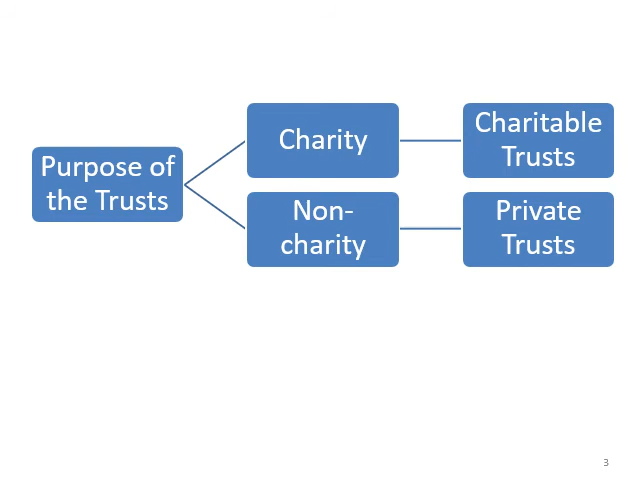 Purpose of
the Trusts
Charity
Charitable
Trusts
Non-
charity
Private
Trusts
3